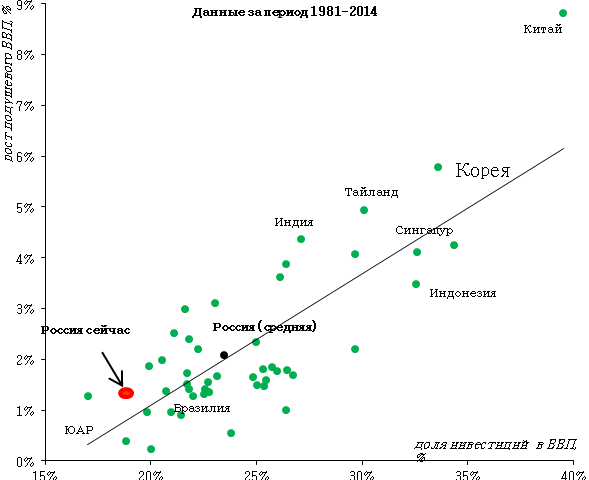 9%
Данные за период 1981-2014
рост подушевого ВВП, %
Китай
8%
7%
6%
Корея
Тайланд
5%
Индия
Сингапур
4%
Индонезия
3%
Россия сейчас
Россия (средняя)
2%
1%
Бразилия
ЮАР
доля инвестиций в ВВП,
%
0%
15%
20%
25%
30%
35%
40%